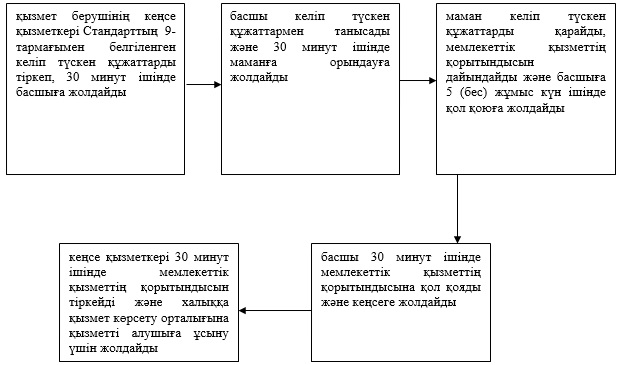 қызмет берушінің кеңсе
қызметкері Стандарттың 9-
тармағымен белгіленген
келіп түскен құжаттарды
тіркеп, 30 минут ішінде
басшыға жолдайды
басшы келіп түскен
құжаттармен танысады
және 30 минут ішінде
маманға орындауға
жолдайды
маман келіп түскен
құжаттарды қарайды,
мемлекеттік қызметтің
қорытындысын
дайындайды және басшыға
5 (бес) жұмыс күн ішінде
қол қоюға жолдайды
басшы 30 минут ішінде
мемлекеттік қызметтің
қорытындысына қол қояды
және кеңсеге жолдайды
кеңсе қызметкері 30 минут
ішінде мемлекеттік
қызметтің қорытындысын
тіркейді және халыққа
қызмет көрсету орталығына
қызметті алушыға ұсыну
үшін жолдайды